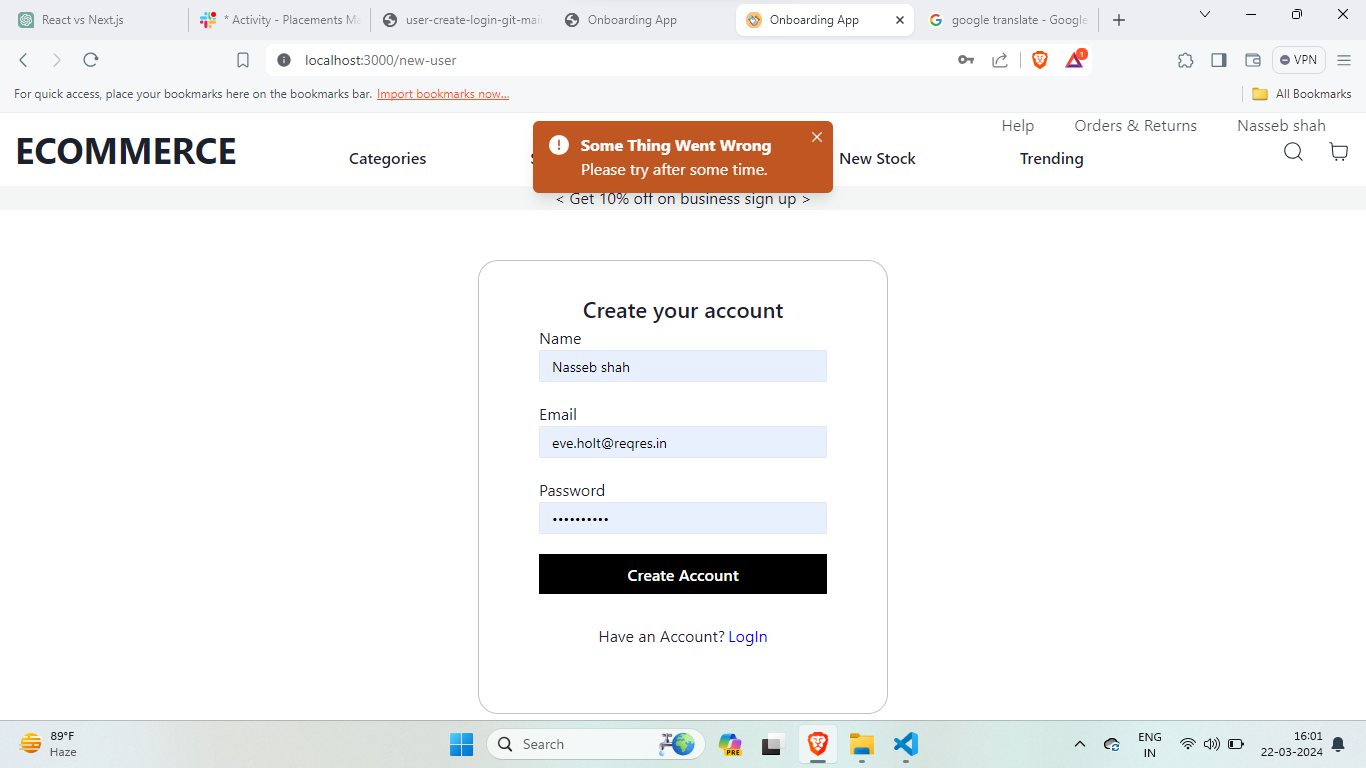 React vs Next.js
* Activity - Placements Ma
user-create-login-git-mai
Onboarding App
Onboarding App
google translate - Google
localhost:3000/new-user
1
VPN
For quick access, place your bookmarks here on the bookmarks bar. Import bookmarks now...
All Bookmarks
Help Orders & Returns Nasseb shah
ECOMMERCE
Categories
New Stock
Trending
Some Thing Went Wrong
Please try after some time.
< Get 10% off on business sign up >
Create your account
Name
Nasseb shah
Email
eve.holt@reqres.in
Password
••••••••••
Create Account
Have an Account? LogIn
89°F
Haze
Search
PRE
ENG
IN
16:01
22-03-2024